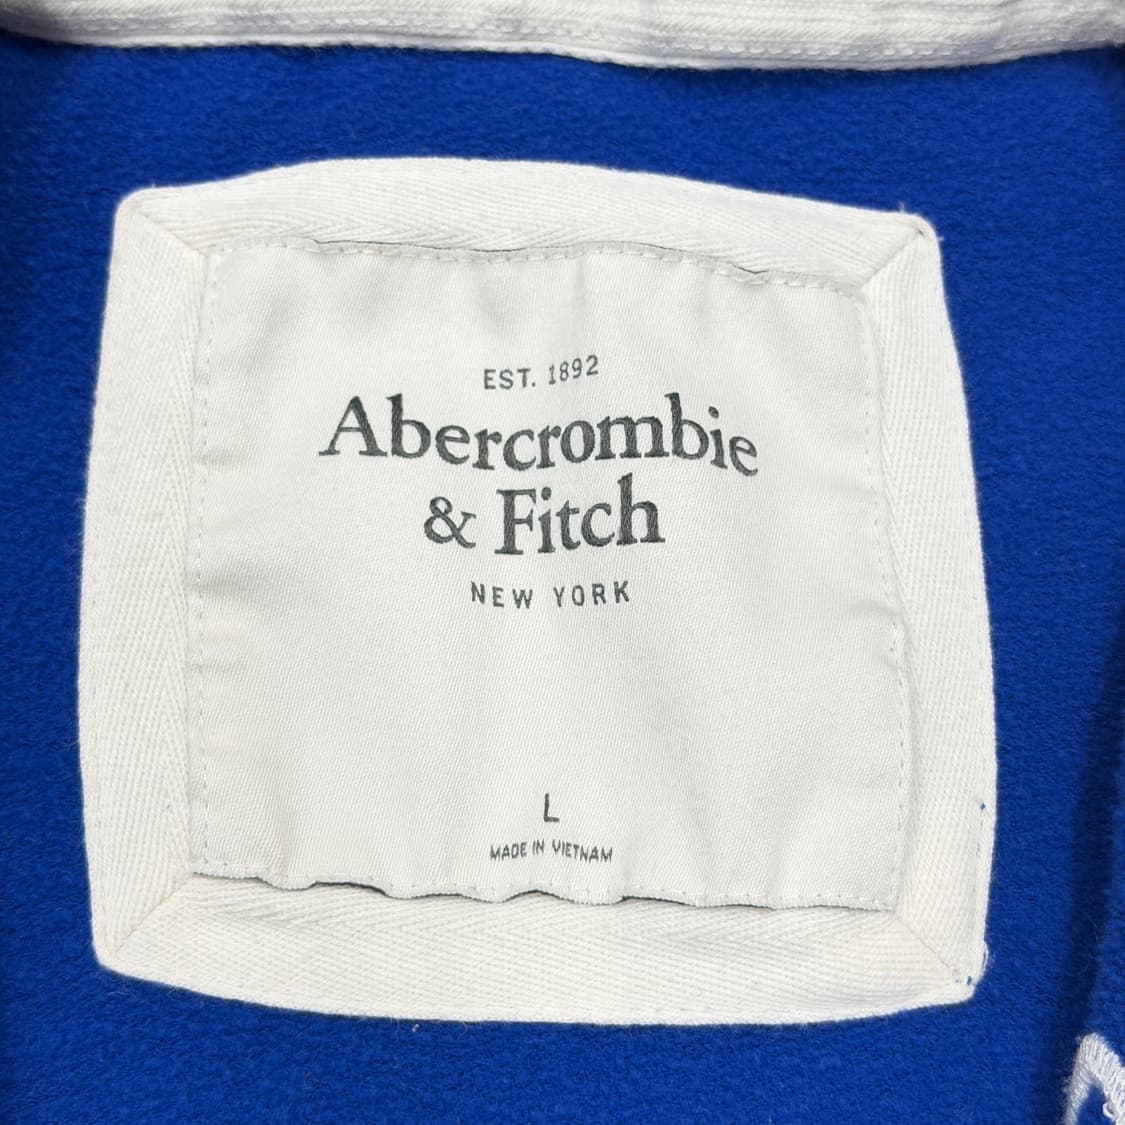 EST. 1892
Abercrombie
& Fitch
NEW YORK
L
MADE IN VIETNAM